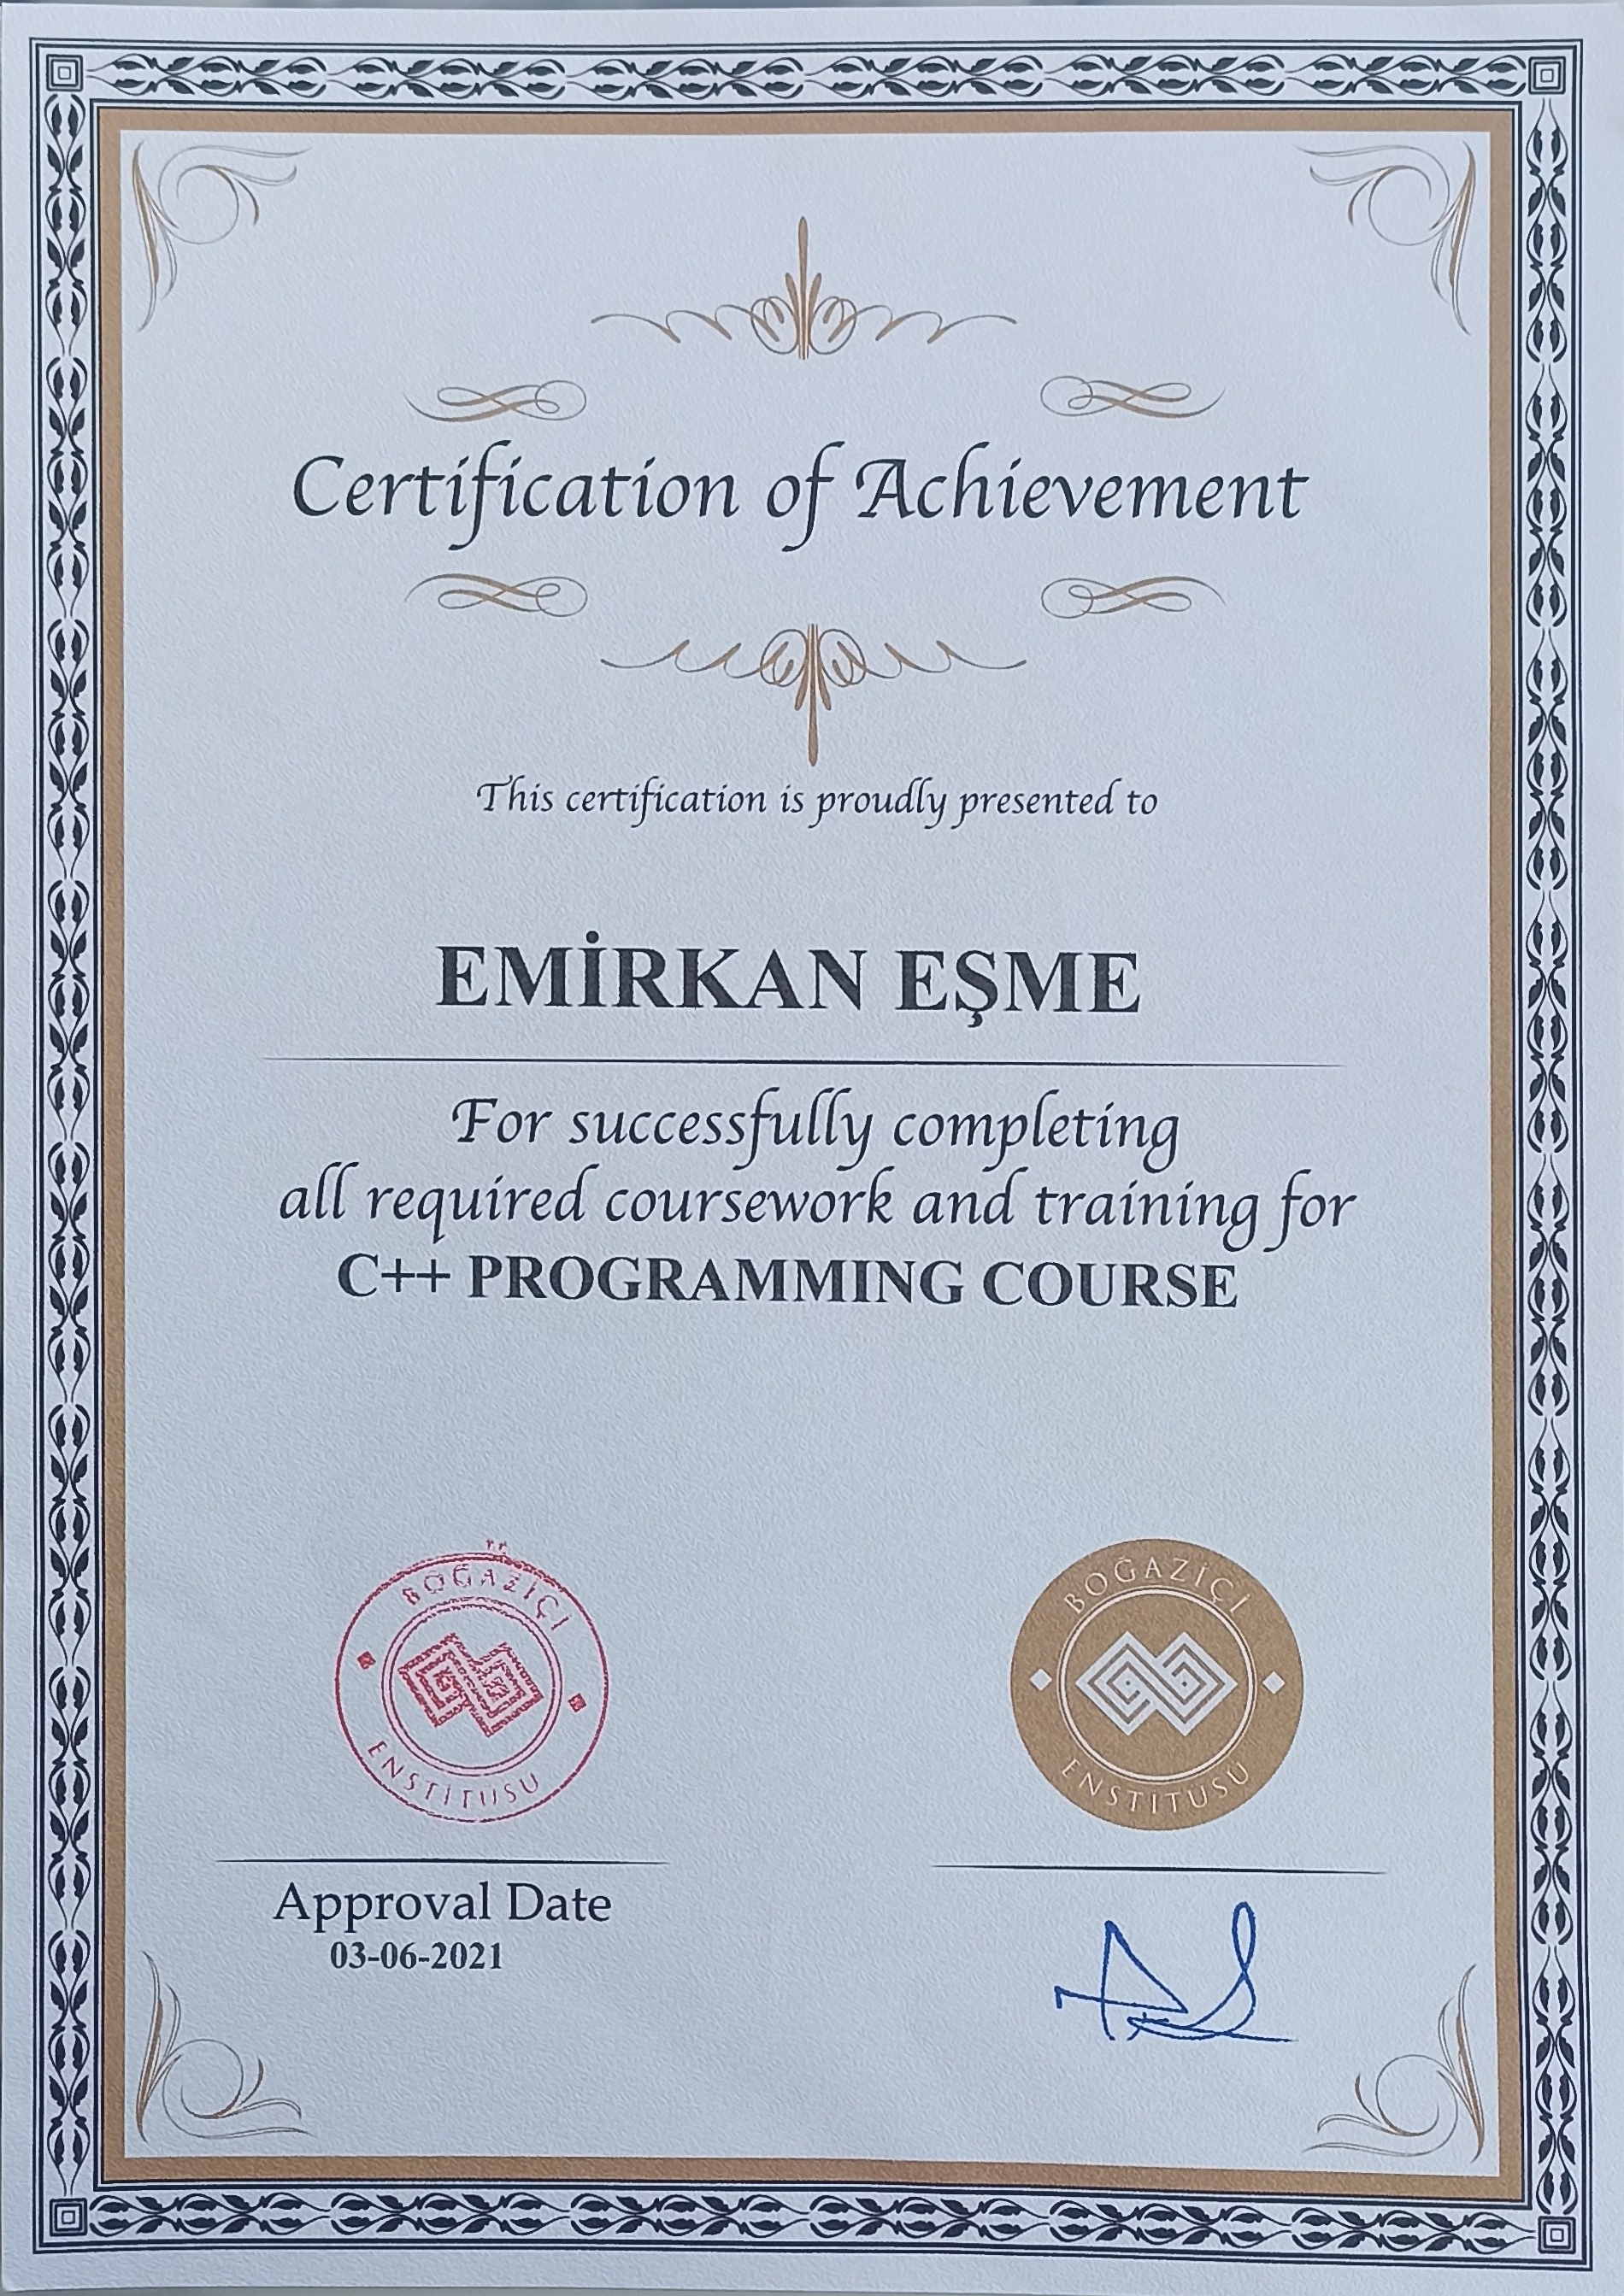 Certification of Achievement
This certification is proudly presented to
EMİRKAN EŞME
For successfully completing
all required coursework and training for
C++ PROGRAMMING COURSE
BOĞAZİÇİ
ENSTİTÜSÜ
BOĞAZİÇİ
ENSTİTÜSÜ
Approval Date
03-06-2021